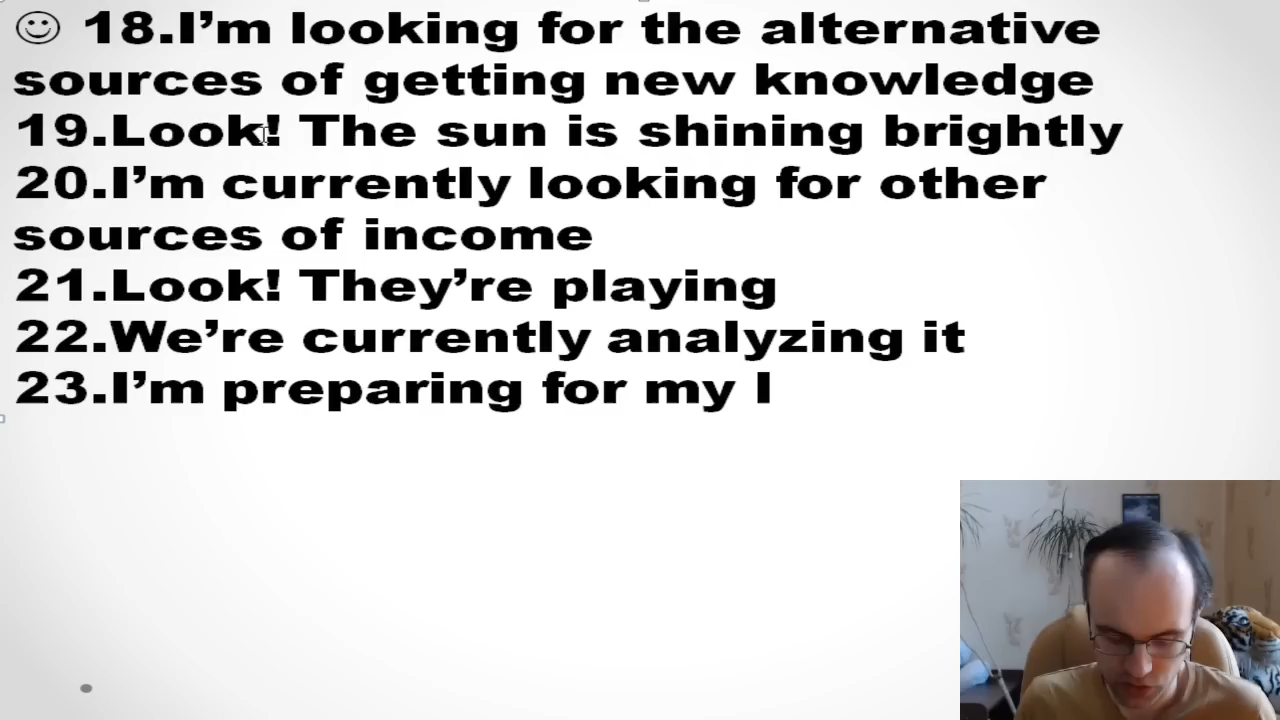 ☺ 18.I’m looking for the alternative
sources of getting new knowledge
19.Look! The sun is shining brightly
20.I’m currently looking for other
sources of income
21.Look! They’re playing
22.We’re currently analyzing it
23.I’m preparing for my I